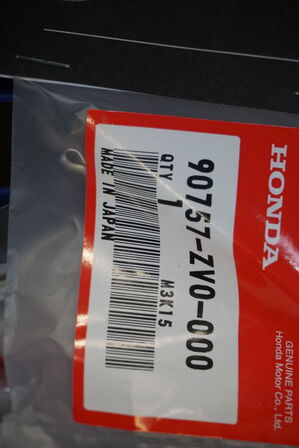 HONDA
GENUINE PARTS
Honda Motor Co., Ltd.
90757-ZV0-000
QTY 1
M3K15
MADE IN JAPAN